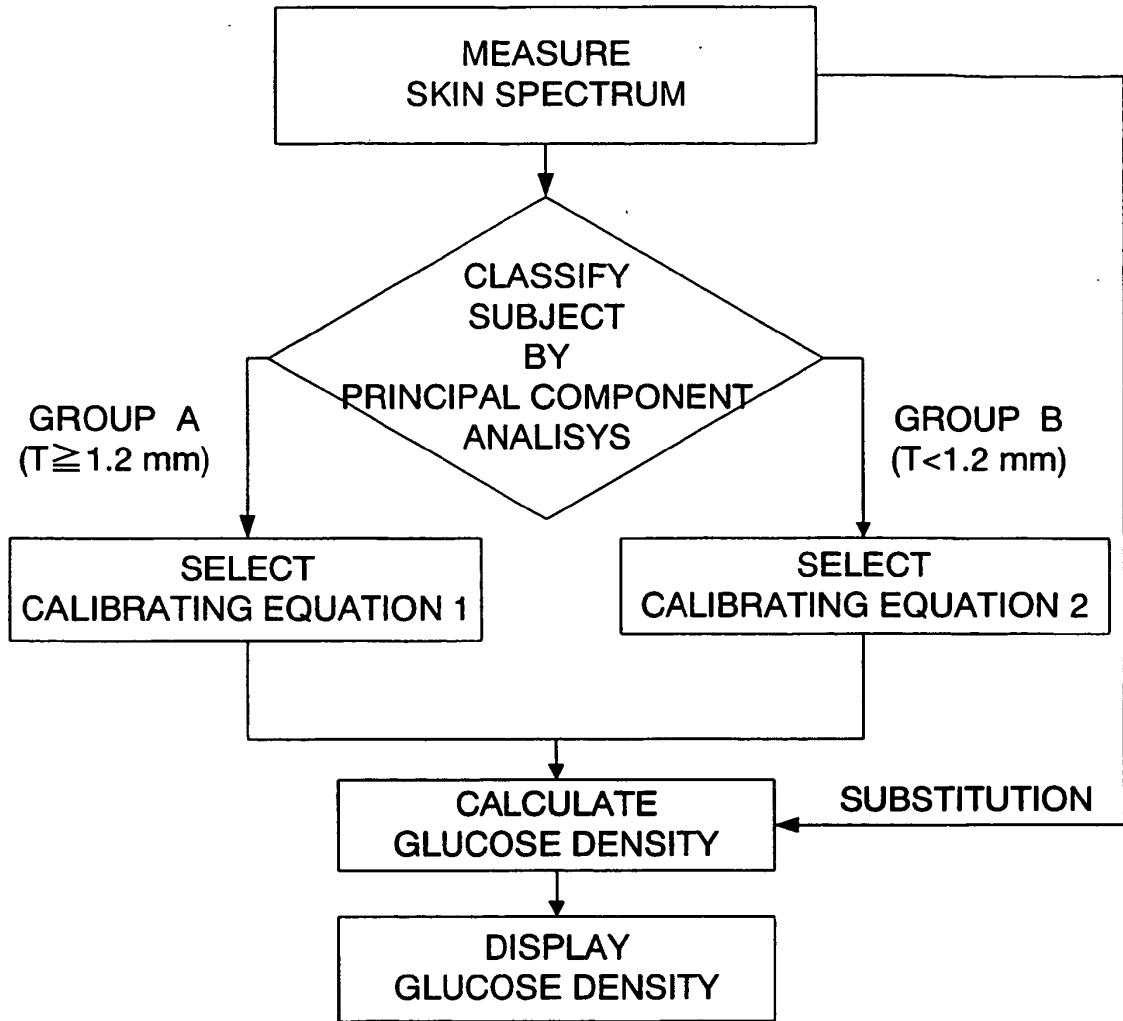 MEASURE
SKIN SPECTRUM
CLASSIFY
SUBJECT
BY
PRINCIPAL COMPONENT
ANALISYS
GROUP A
(T≧1.2 mm)
GROUP B
(T<1.2 mm)
SELECT
CALIBRATING EQUATION 1
SELECT
CALIBRATING EQUATION 2
CALCULATE
GLUCOSE DENSITY
SUBSTITUTION
DISPLAY
GLUCOSE DENSITY